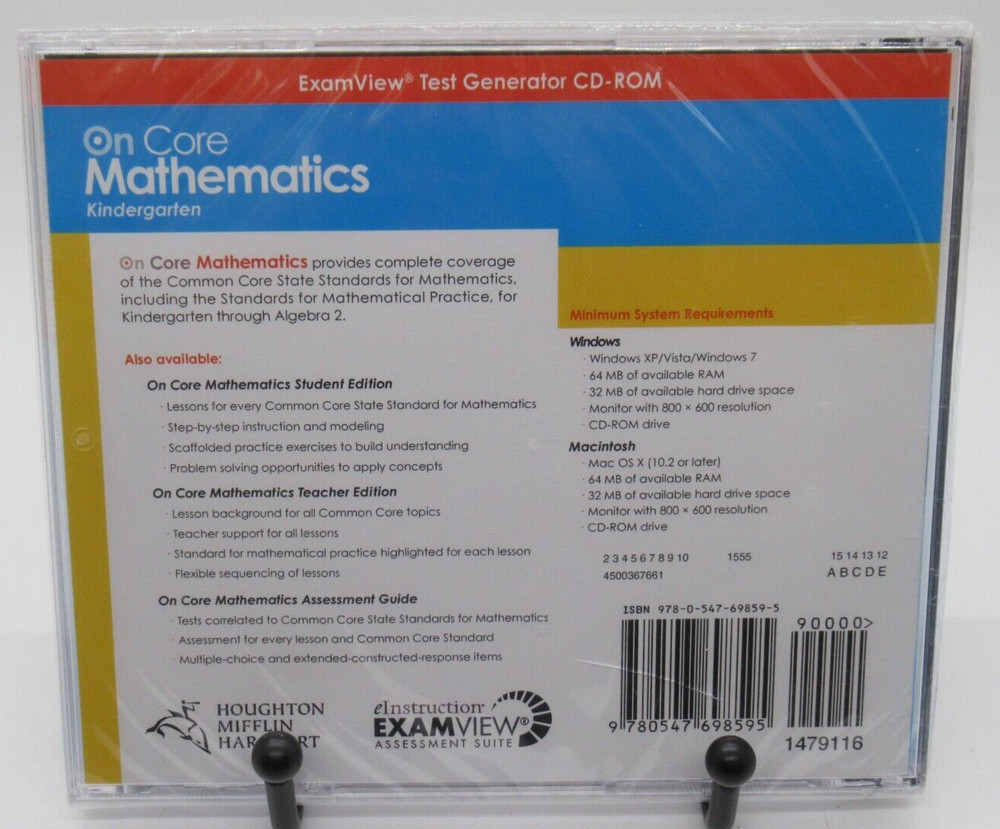 ExamView® Test Generator CD-ROM
On Core
Mathematics
Kindergarten
On Core Mathematics provides complete coverage
of the Common Core State Standards for Mathematics,
including the Standards for Mathematical Practice, for
Kindergarten through Algebra 2.
Also available:
On Core Mathematics Student Edition
· Lessons for every Common Core State Standard for Mathematics
· Step-by-step instruction and modeling
· Scaffolded practice exercises to build understanding
· Problem solving opportunities to apply concepts
On Core Mathematics Teacher Edition
· Lesson background for all Common Core topics
· Teacher support for all lessons
· Standard for mathematical practice highlighted for each lesson
· Flexible sequencing of lessons
On Core Mathematics Assessment Guide
· Tests correlated to Common Core State Standards for Mathematics
· Assessment for every lesson and Common Core Standard
· Multiple-choice and extended-constructed-response items
HOUGHTON
MIFFLIN
HARCOURT
eInstruction®
EXAMVIEW®
ASSESSMENT SUITE
Minimum System Requirements
Windows
· Windows XP/Vista/Windows 7
· 64 MB of available RAM
· 32 MB of available hard drive space
· Monitor with 800 × 600 resolution
· CD-ROM drive
Macintosh
· Mac OS X (10.2 or later)
· 64 MB of available RAM
· 32 MB of available hard drive space
· Monitor with 800 × 600 resolution
· CD-ROM drive
2 3 4 5 6 7 8 9 10 1555 15 14 13 12
4500367661 A B C D E
ISBN 978-0-547-69859-5
90000>
9 780547 698595
1479116